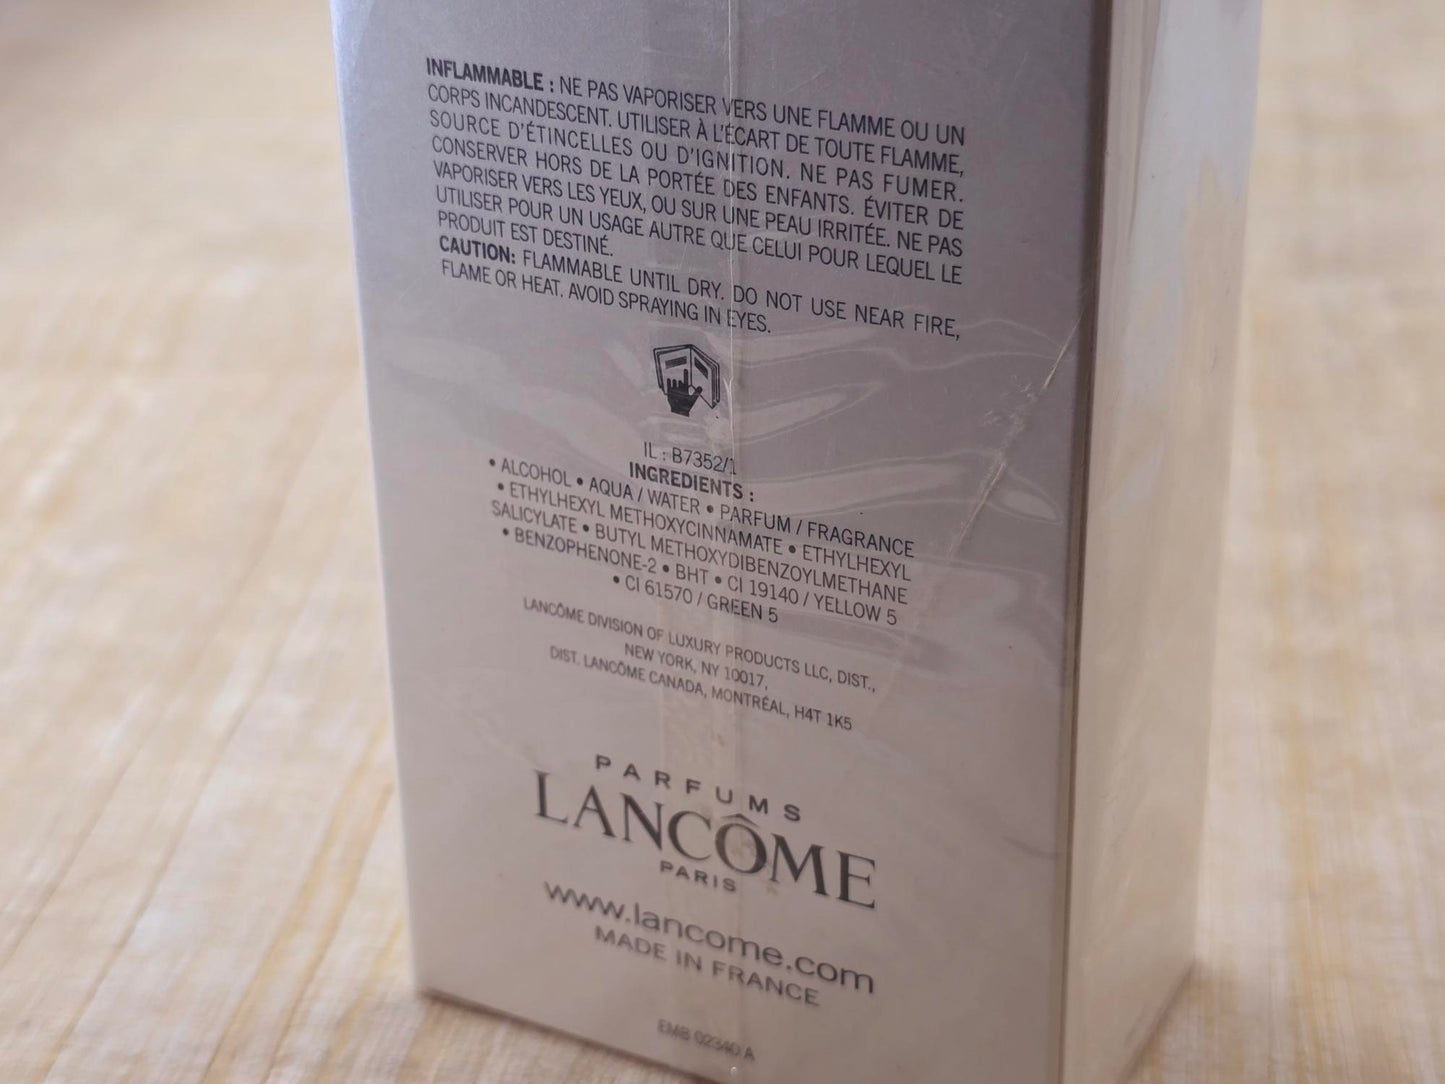 INFLAMMABLE : NE PAS VAPORISER VERS UNE FLAMME OU UN
CORPS INCANDESCENT. UTILISER À L'ÉCART DE TOUTE FLAMME,
SOURCE D'ÉTINCELLES OU D'IGNITION. NE PAS FUMER.
CONSERVER HORS DE LA PORTÉE DES ENFANTS. ÉVITER DE
VAPORISER VERS LES YEUX, OU SUR UNE PEAU IRRITÉE. NE PAS
UTILISER POUR UN USAGE AUTRE QUE CELUI POUR LEQUEL LE
PRODUIT EST DESTINÉ.
CAUTION: FLAMMABLE UNTIL DRY. DO NOT USE NEAR FIRE,
FLAME OR HEAT. AVOID SPRAYING IN EYES.
IL : B7352/1
INGREDIENTS :
• ALCOHOL • AQUA / WATER • PARFUM / FRAGRANCE
• ETHYLHEXYL METHOXYCINNAMATE • ETHYLHEXYL
SALICYLATE • BUTYL METHOXYDIBENZOYLMETHANE
• BENZOPHENONE-2 • BHT • CI 19140 / YELLOW 5
• CI 61570 / GREEN 5
LANCÔME DIVISION OF LUXURY PRODUCTS LLC, DIST.,
NEW YORK, NY 10017,
DIST. LANCÔME CANADA, MONTRÉAL, H4T 1K5
PARFUMS
LANCÔME
PARIS
www.lancome.com
MADE IN FRANCE
EMB 02340 A